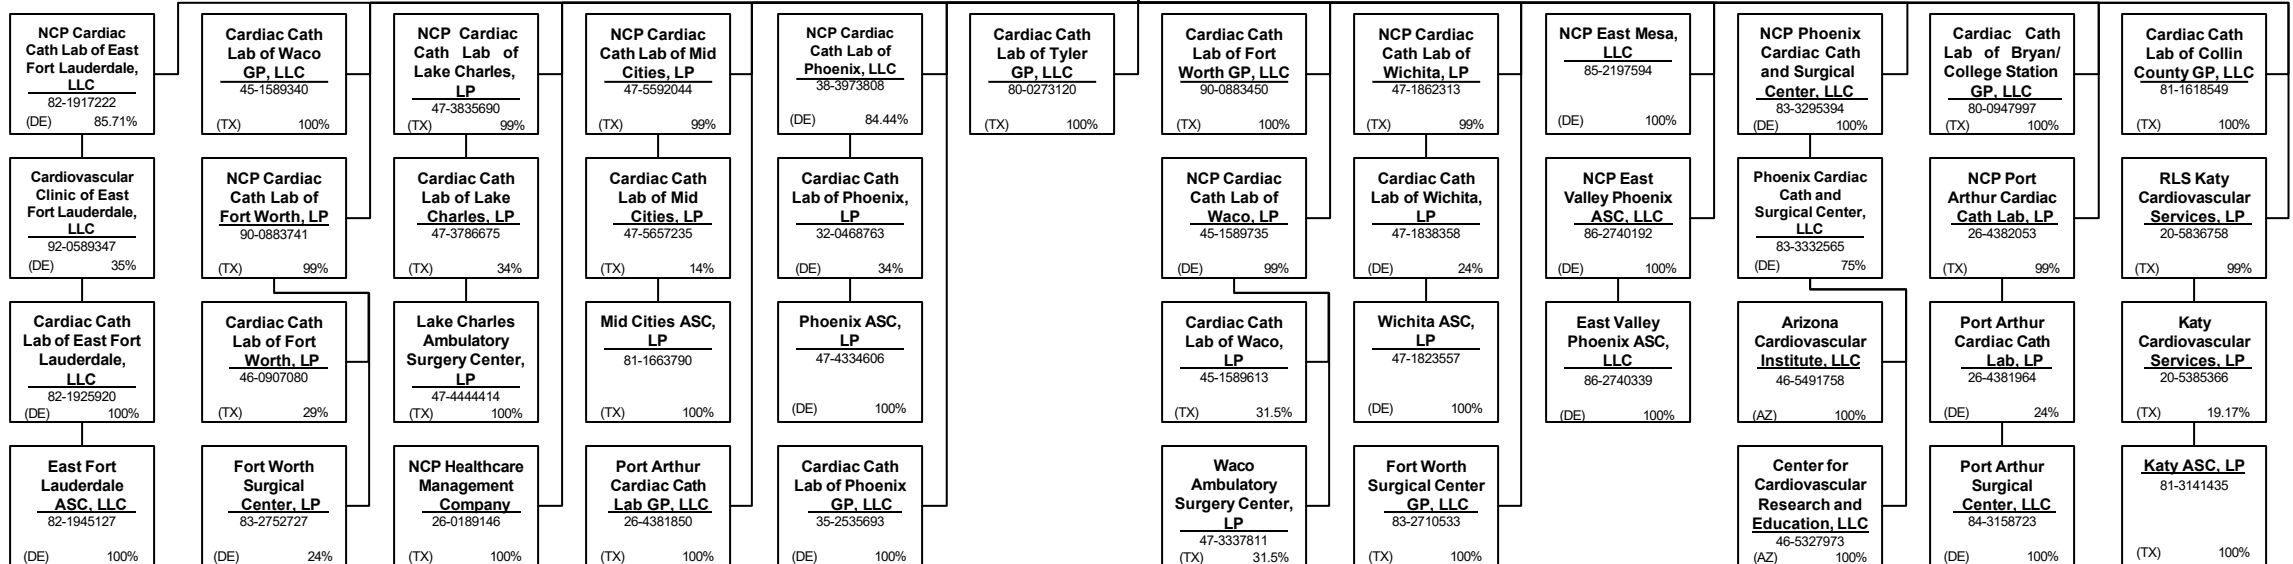 NCP Cardiac
Cath Lab of East
Fort Lauderdale,
LLC
82-1917222
(DE) 85.71%
Cardiac Cath
Lab of Waco
GP, LLC
45-1589340
(TX) 100%
NCP Cardiac
Cath Lab of
Lake Charles,
LP
47-3835690
(TX) 99%
NCP Cardiac
Cath Lab of Mid
Cities, LP
47-5592044
(TX) 99%
NCP Cardiac
Cath Lab of
Phoenix, LLC
38-3973808
(DE) 84.44%
Cardiac Cath
Lab of Tyler
GP, LLC
80-0273120
(TX) 100%
Cardiac Cath
Lab of Fort
Worth GP, LLC
90-0883450
(TX) 100%
NCP Cardiac
Cath Lab of
Wichita, LP
47-1862313
(TX) 99%
NCP East Mesa,
LLC
85-2197594
(DE) 100%
NCP Phoenix
Cardiac Cath
and Surgical
Center, LLC
83-3295394
(DE) 100%
Cardiac Cath
Lab of Bryan/
College Station
GP, LLC
80-0947997
(TX) 100%
Cardiac Cath
Lab of Collin
County GP, LLC
81-1618549
(TX) 100%
Cardiovascular
Clinic of East
Fort Lauderdale,
LLC
92-0589347
(DE) 35%
NCP Cardiac
Cath Lab of
Fort Worth, LP
90-0883741
(TX) 99%
Cardiac Cath
Lab of Lake
Charles, LP
47-3786675
(TX) 34%
Cardiac Cath
Lab of Mid
Cities, LP
47-5657235
(TX) 14%
Cardiac Cath
Lab of Phoenix,
LP
32-0468763
(DE) 34%
NCP Cardiac
Cath Lab of
Waco, LP
45-1589735
(DE) 99%
Cardiac Cath
Lab of Wichita,
LP
47-1838358
(DE) 24%
NCP East
Valley Phoenix
ASC, LLC
86-2740192
(DE) 100%
Phoenix Cardiac
Cath and
Surgical Center,
LLC
83-3332565
(DE) 75%
NCP Port
Arthur Cardiac
Cath Lab, LP
26-4382053
(TX) 99%
RLS Katy
Cardiovascular
Services, LP
20-5836758
(TX) 99%
Cardiac Cath
Lab of East Fort
Lauderdale,
LLC
82-1925920
(DE) 100%
Cardiac Cath
Lab of Fort
Worth, LP
46-0907080
(TX) 29%
Lake Charles
Ambulatory
Surgery Center,
LP
47-4444414
(TX) 100%
Mid Cities ASC,
LP
81-1663790
(TX) 100%
Phoenix ASC,
LP
47-4334606
(DE) 100%
Cardiac Cath
Lab of Waco,
LP
45-1589613
(TX) 31.5%
Wichita ASC,
LP
47-1823557
(DE) 100%
East Valley
Phoenix ASC,
LLC
86-2740339
(DE) 100%
Arizona
Cardiovascular
Institute, LLC
46-5491758
(AZ) 100%
Port Arthur
Cardiac Cath
Lab, LP
26-4381964
(DE) 24%
Katy
Cardiovascular
Services, LP
20-5385366
(TX) 19.17%
East Fort
Lauderdale
ASC, LLC
82-1945127
(DE) 100%
Fort Worth
Surgical
Center, LP
83-2752727
(DE) 24%
NCP Healthcare
Management
Company
26-0189146
(TX) 100%
Port Arthur
Cardiac Cath
Lab GP, LLC
26-4381850
(TX) 100%
Cardiac Cath
Lab of Phoenix
GP, LLC
35-2535693
(DE) 100%
Waco
Ambulatory
Surgery Center,
LP
47-3337811
(TX) 31.5%
Fort Worth
Surgical Center
GP, LLC
83-2710533
(TX) 100%
Center for
Cardiovascular
Research and
Education, LLC
46-5327973
(AZ) 100%
Port Arthur
Surgical
Center, LLC
84-3158723
(DE) 100%
Katy ASC, LP
81-3141435
(TX) 100%